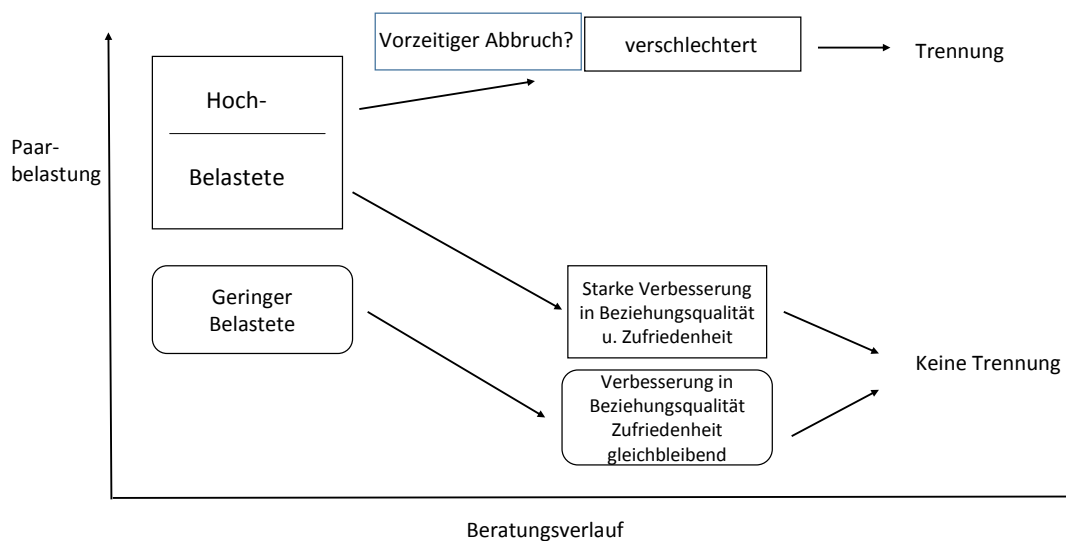 Vorzeitiger Abbruch?
verschlechtert
Trennung
Hoch-
Belastete
Paar-
belastung
Geringer
Belastete
Starke Verbesserung
in Beziehungsqualität
u. Zufriedenheit
Keine Trennung
Verbesserung in
Beziehungsqualität
Zufriedenheit
gleichbleibend
Beratungsverlauf